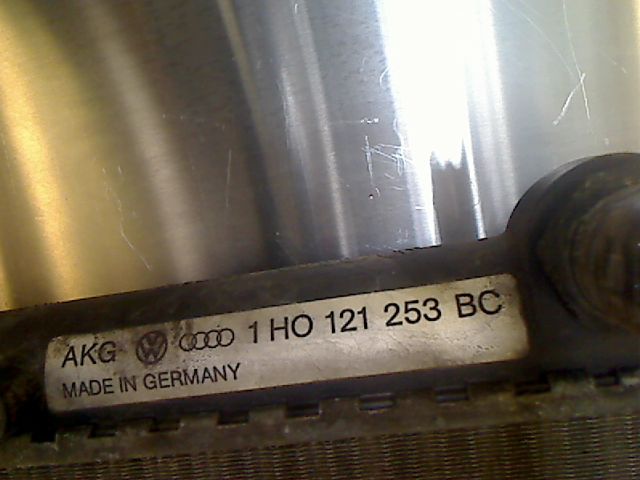 AKG 1 HO 121 253 BC
MADE IN GERMANY